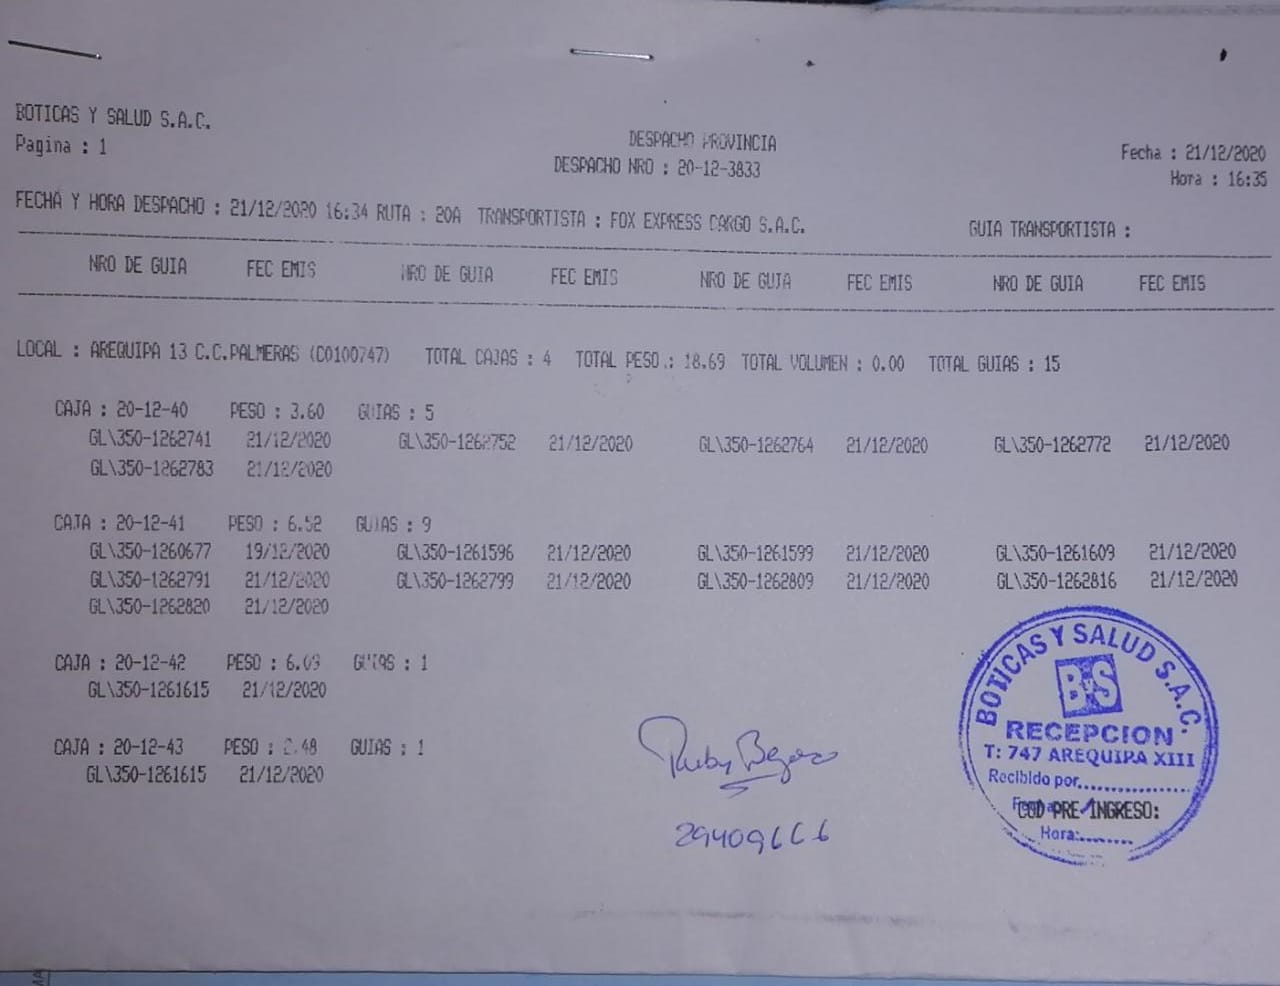 BOTICAS Y SALUD S.A.C.
Pagina : 1
DESPACHO PROVINCIA
DESPACHO NRO : 20-12-3833
Fecha : 21/12/2020
Hora : 16:35
FECHA Y HORA DESPACHO : 21/12/2020 16:34 RUTA : 20A TRANSPORTISTA : FOX EXPRESS CARGO S.A.C. GUIA TRANSPORTISTA :
NRO DE GUIA FEC EMIS NRO DE GUIA FEC EMIS NRO DE GUIA FEC EMIS NRO DE GUIA FEC EMIS
LOCAL : AREQUIPA 13 C.C.PALMERAS (C0100747) TOTAL CAJAS : 4 TOTAL PESO : 18.69 TOTAL VOLUMEN : 0.00 TOTAL GUIAS : 15
CAJA : 20-12-40 PESO : 3.60 GUIAS : 5
GL\350-1262741 21/12/2020 GL\350-1262752 21/12/2020 GL\350-1262764 21/12/2020 GL\350-1262772 21/12/2020
GL\350-1262783 21/12/2020
CAJA : 20-12-41 PESO : 6.52 GUIAS : 9
GL\350-1260677 19/12/2020 GL\350-1261596 21/12/2020 GL\350-1261599 21/12/2020 GL\350-1261609 21/12/2020
GL\350-1262791 21/12/2020 GL\350-1262799 21/12/2020 GL\350-1262809 21/12/2020 GL\350-1262816 21/12/2020
GL\350-1262820 21/12/2020
CAJA : 20-12-42 PESO : 6.09 GUIAS : 1
GL\350-1261615 21/12/2020
CAJA : 20-12-43 PESO : 2.48 GUIAS : 1
GL\350-1261615 21/12/2020
BOTICAS Y SALUD S.A.C.
ByS
RECEPCION
T: 747 AREQUIPA XIII
Recibido por
COD PRE-INGRESO:
Hora:
Ruby
29409666